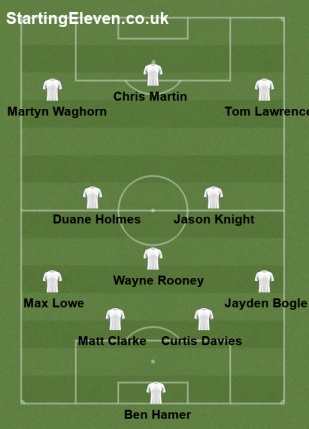 StartingEleven.co.uk
Chris Martin
Martyn Waghorn
Tom Lawrence
Duane Holmes
Jason Knight
Wayne Rooney
Max Lowe
Jayden Bogle
Matt Clarke
Curtis Davies
Ben Hamer